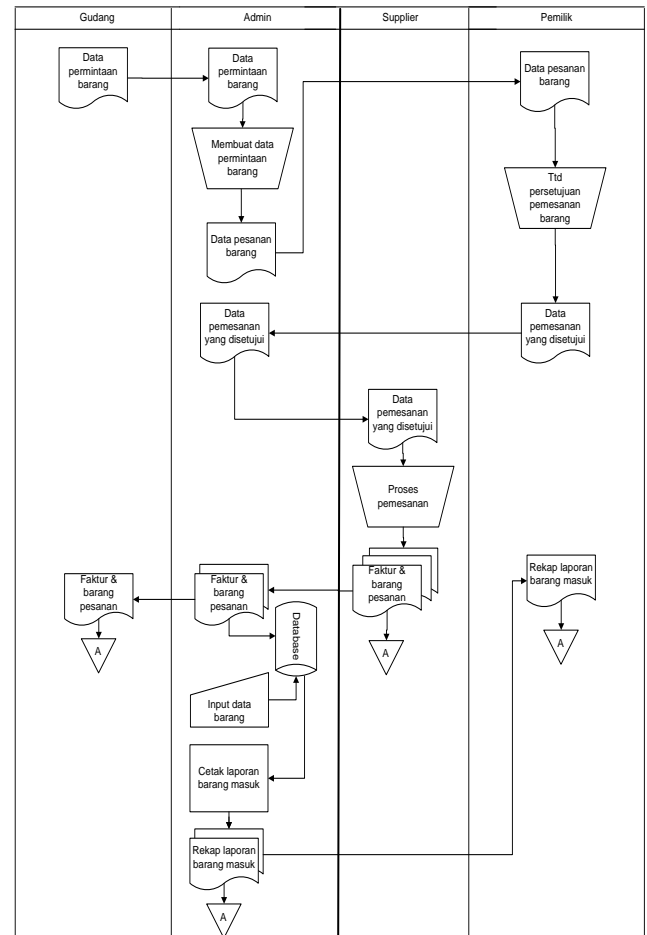 Gudang
Admin
Supplier
Pemilik
Data
permintaan
barang
Data
permintaan
barang
Data pesanan
barang
Membuat data
permintaan
barang
Ttd
persetujuan
pemesanan
barang
Data pesanan
barang
Data
pemesanan
yang disetujui
Data
pemesanan
yang disetujui
Data
pemesanan
yang disetujui
Proses
pemesanan
Faktur &
barang
pesanan
A
Faktur &
barang
pesanan
Faktur &
barang
pesanan
A
Rekap laporan
barang masuk
A
Database
Input data
barang
Cetak laporan
barang masuk
Rekap laporan
barang masuk
A